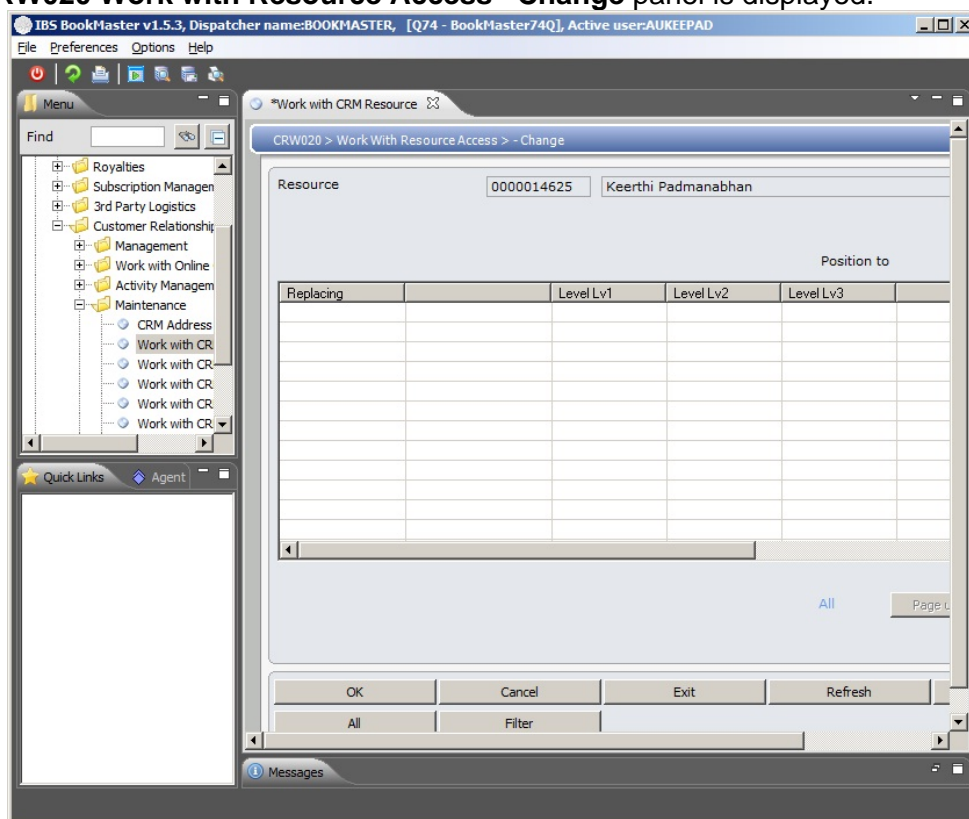 RW020 Work with Resource Access - Change panel is displayed.
IBS BookMaster v1.5.3, Dispatcher name:BOOKMASTER, [Q74 - BookMaster74Q], Active user:AUKEEPAD
File Preferences Options Help
Menu
*Work with CRM Resource
Find
CRW020 > Work With Resource Access > - Change
Royalties
Subscription Managem
3rd Party Logistics
Customer Relationship
Management
Work with Online
Activity Managem
Maintenance
CRM Address
Work with CR
Work with CR
Work with CR
Work with CR
Work with CR
Resource 0000014625 Keerthi Padmanabhan
Position to
Replacing Level Lv1 Level Lv2 Level Lv3
Quick Links Agent
All Page u
OK Cancel Exit Refresh
All Filter
Messages